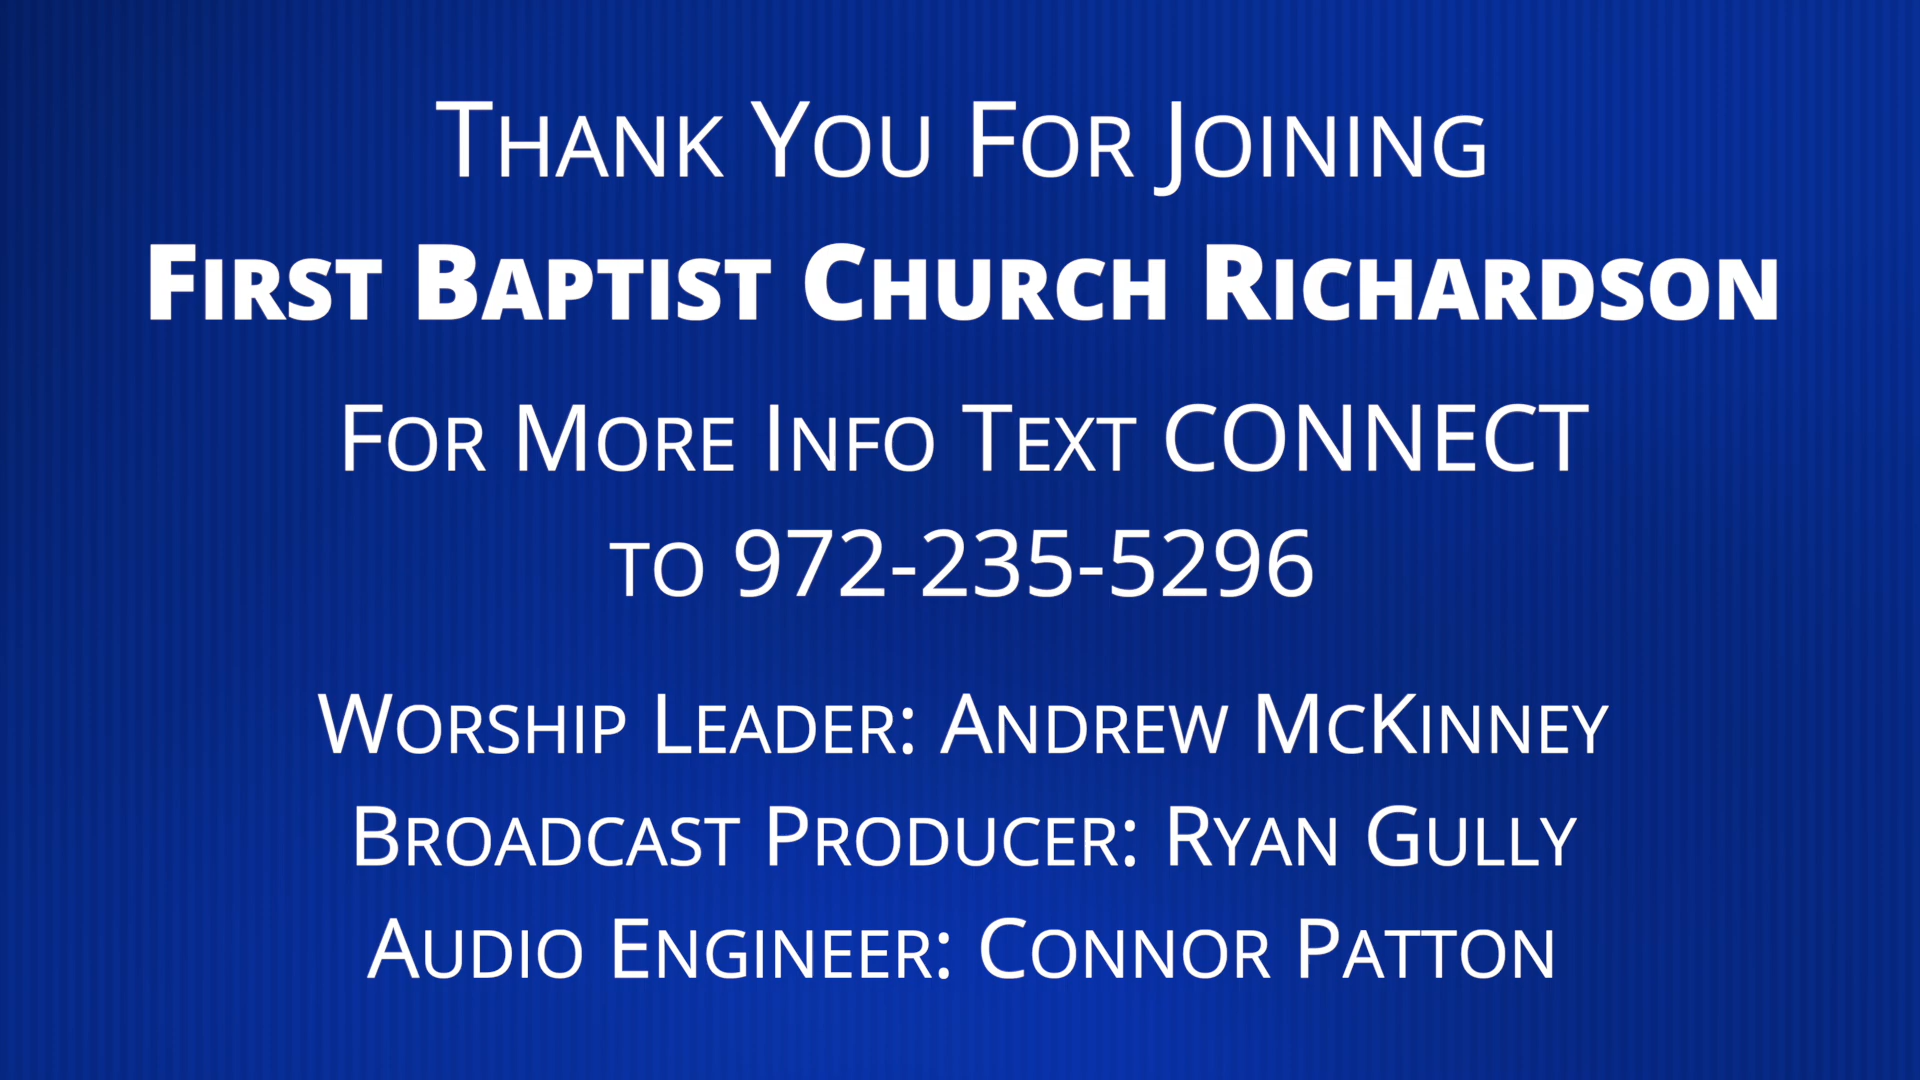 Thank You For Joining
First Baptist Church Richardson
For More Info Text CONNECT
to 972-235-5296
Worship Leader: Andrew McKinney
Broadcast Producer: Ryan Gully
Audio Engineer: Connor Patton